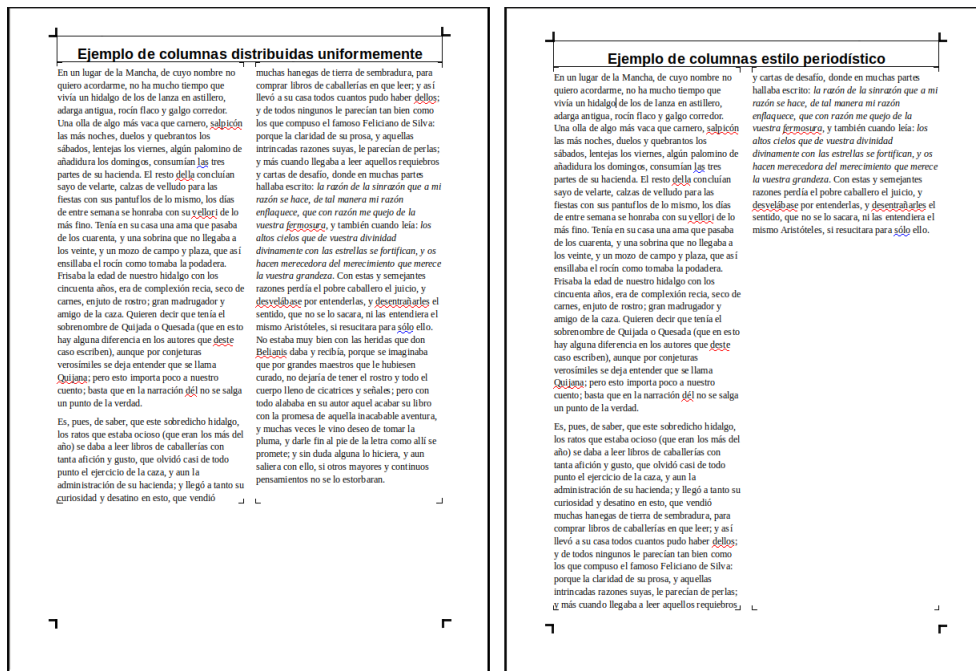 Ejemplo de columnas distribuidas uniformemente
En un lugar de la Mancha, de cuyo nombre no
quiero acordarme, no ha mucho tiempo que
vivía un hidalgo de los de lanza en astillero,
adarga antigua, rocín flaco y galgo corredor.
Una olla de algo más vaca que carnero, salpicón
las más noches, duelos y quebrantos los
sábados, lentejas los viernes, algún palomino de
añadidura los domingos, consumían las tres
partes de su hacienda. El resto della concluían
sayo de velarte, calzas de velludo para las
fiestas con sus pantuflos de lo mismo, los días
de entre semana se honraba con su vellori de lo
más fino. Tenía en su casa una ama que pasaba
de los cuarenta, y una sobrina que no llegaba a
los veinte, y un mozo de campo y plaza, que así
ensillaba el rocín como tomaba la podadera.
Frisaba la edad de nuestro hidalgo con los
cincuenta años, era de complexión recia, seco de
carnes, enjuto de rostro; gran madrugador y
amigo de la caza. Quieren decir que tenía el
sobrenombre de Quijada o Quesada (que en esto
hay alguna diferencia en los autores que deste
caso escriben), aunque por conjeturas
verosímiles se deja entender que se llama
Quijana; pero esto importa poco a nuestro
cuento; basta que en la narración dél no se salga
un punto de la verdad.
Es, pues, de saber, que este sobredicho hidalgo,
los ratos que estaba ocioso (que eran los más del
año) se daba a leer libros de caballerías con
tanta afición y gusto, que olvidó casi de todo
punto el ejercicio de la caza, y aun la
administración de su hacienda; y llegó a tanto su
curiosidad y desatino en esto, que vendió
muchas hanegas de tierra de sembradura, para
comprar libros de caballerías en que leer; y así
llevó a su casa todos cuantos pudo haber dellos;
y de todos ningunos le parecían tan bien como
los que compuso el famoso Feliciano de Silva:
porque la claridad de su prosa, y aquellas
intrincadas razones suyas, le parecían de perlas;
y más cuando llegaba a leer aquellos requiebros
y cartas de desafío, donde en muchas partes
hallaba escrito: la razón de la sinrazón que a mi
razón se hace, de tal manera mi razón
enflaquece, que con razón me quejo de la
vuestra fermosura, y también cuando leía: los
altos cielos que de vuestra divinidad
divinamente con las estrellas se fortifican, y os
hacen merecedora del merecimiento que merece
la vuestra grandeza. Con estas y semejantes
razones perdía el pobre caballero el juicio, y
desvelábase por entenderlas, y desentrañarles el
sentido, que no se lo sacara, ni las entendiera el
mismo Aristóteles, si resucitara para sólo ello.
No estaba muy bien con las heridas que don
Belianis daba y recibía, porque se imaginaba
que por grandes maestros que le hubiesen
curado, no dejaría de tener el rostro y todo el
cuerpo lleno de cicatrices y señales; pero con
todo alababa en su autor aquel acabar su libro
con la promesa de aquella inacabable aventura,
y muchas veces le vino deseo de tomar la
pluma, y darle fin al pie de la letra como allí se
promete; y sin duda alguna lo hiciera, y aun
saliera con ello, si otros mayores y continuos
pensamientos no se lo estorbaran.
Ejemplo de columnas estilo periodístico
En un lugar de la Mancha, de cuyo nombre no
quiero acordarme, no ha mucho tiempo que
vivía un hidalgo de los de lanza en astillero,
adarga antigua, rocín flaco y galgo corredor.
Una olla de algo más vaca que carnero, salpicón
las más noches, duelos y quebrantos los
sábados, lentejas los viernes, algún palomino de
añadidura los domingos, consumían las tres
partes de su hacienda. El resto della concluían
sayo de velarte, calzas de velludo para las
fiestas con sus pantuflos de lo mismo, los días
de entre semana se honraba con su vellori de lo
más fino. Tenía en su casa una ama que pasaba
de los cuarenta, y una sobrina que no llegaba a
los veinte, y un mozo de campo y plaza, que así
ensillaba el rocín como tomaba la podadera.
Frisaba la edad de nuestro hidalgo con los
cincuenta años, era de complexión recia, seco de
carnes, enjuto de rostro; gran madrugador y
amigo de la caza. Quieren decir que tenía el
sobrenombre de Quijada o Quesada (que en esto
hay alguna diferencia en los autores que deste
caso escriben), aunque por conjeturas
verosímiles se deja entender que se llama
Quijana; pero esto importa poco a nuestro
cuento; basta que en la narración dél no se salga
un punto de la verdad.
Es, pues, de saber, que este sobredicho hidalgo,
los ratos que estaba ocioso (que eran los más del
año) se daba a leer libros de caballerías con
tanta afición y gusto, que olvidó casi de todo
punto el ejercicio de la caza, y aun la
administración de su hacienda; y llegó a tanto su
curiosidad y desatino en esto, que vendió
muchas hanegas de tierra de sembradura, para
comprar libros de caballerías en que leer; y así
llevó a su casa todos cuantos pudo haber dellos;
y de todos ningunos le parecían tan bien como
los que compuso el famoso Feliciano de Silva:
porque la claridad de su prosa, y aquellas
intrincadas razones suyas, le parecían de perlas;
y más cuando llegaba a leer aquellos requiebros
y cartas de desafío, donde en muchas partes
hallaba escrito: la razón de la sinrazón que a mi
razón se hace, de tal manera mi razón
enflaquece, que con razón me quejo de la
vuestra fermosura, y también cuando leía: los
altos cielos que de vuestra divinidad
divinamente con las estrellas se fortifican, y os
hacen merecedora del merecimiento que merece
la vuestra grandeza. Con estas y semejantes
razones perdía el pobre caballero el juicio, y
desvelábase por entenderlas, y desentrañarles el
sentido, que no se lo sacara, ni las entendiera el
mismo Aristóteles, si resucitara para sólo ello.